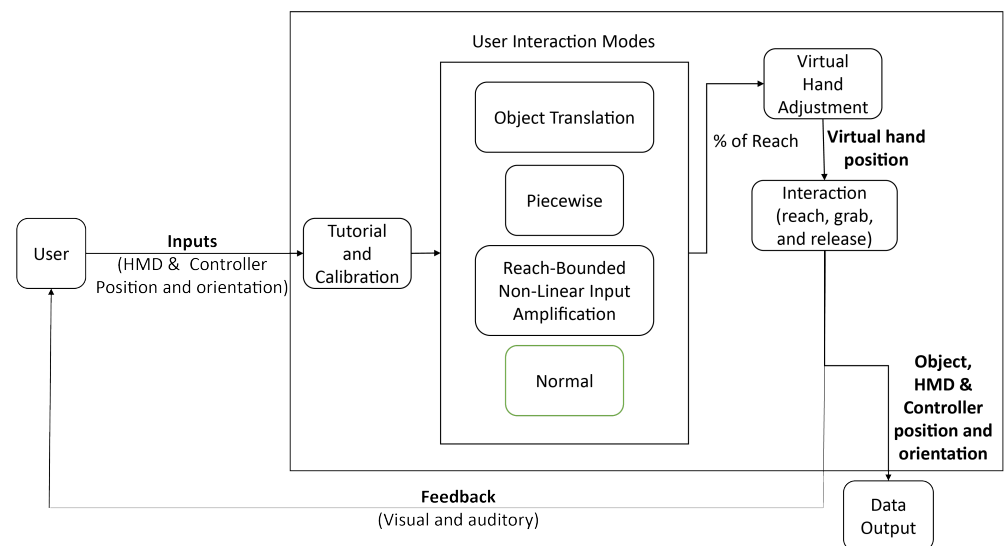 User Interaction Modes
Object Translation
Piecewise
Reach-Bounded
Non-Linear Input
Amplification
Normal
User
Inputs
(HMD & Controller
Position and orientation)
Tutorial
and
Calibration
% of Reach
Virtual
Hand
Adjustment
Virtual hand
position
Interaction
(reach, grab,
and release)
Object,
HMD &
Controller
position and
orientation
Feedback
(Visual and auditory)
Data
Output